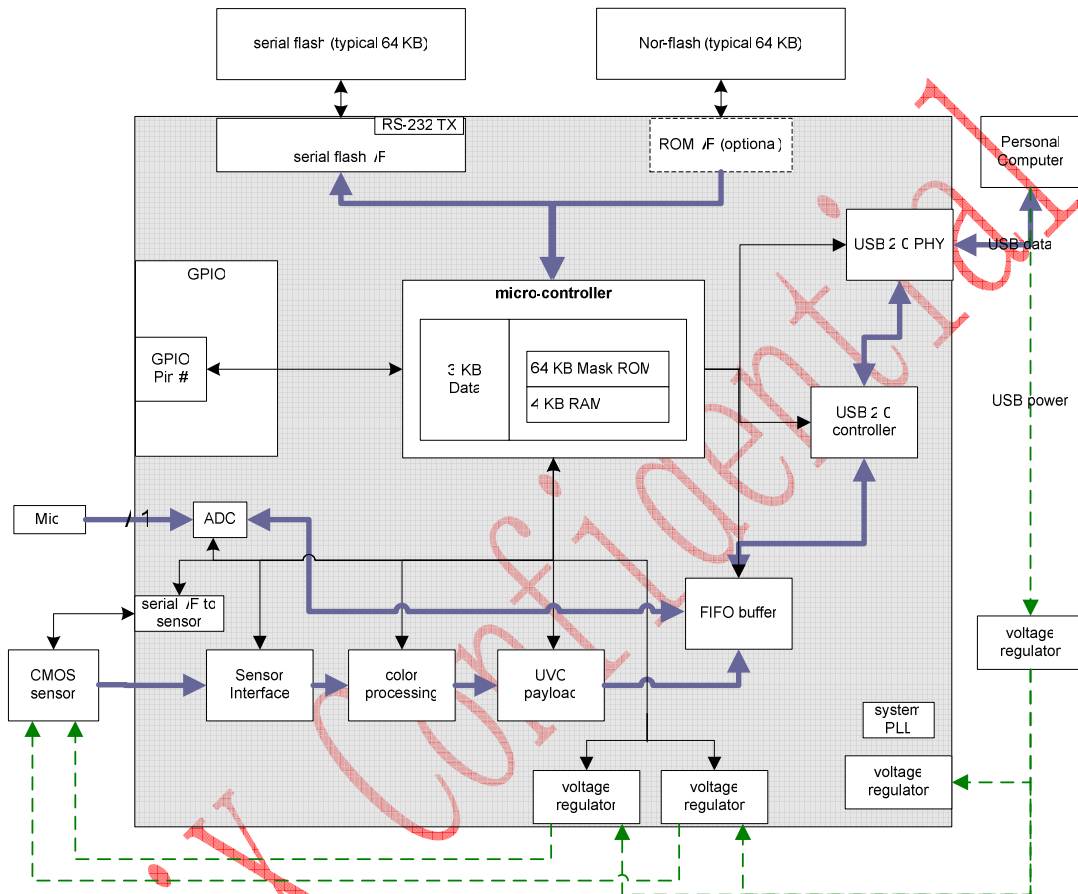 serial flash (typical 64 KB)
Nor-flash (typical 64 KB)
RS-232 TX
serial flash I/F
ROM I/F (optional)
Personal
Computer
GPIO
USB 2.0 PHY
USB data
micro-controller
GPIO
Pin #
3 KB
Data
64 KB Mask ROM
4 KB RAM
USB 2.0
controller
USB power
Mic
1
ADC
serial I/F to
sensor
FIFO buffer
CMOS
sensor
Sensor
Interface
color
processing
UVC
payload
voltage
regulator
system
PLL
voltage
regulator
voltage
regulator
voltage
regulator
Confidential